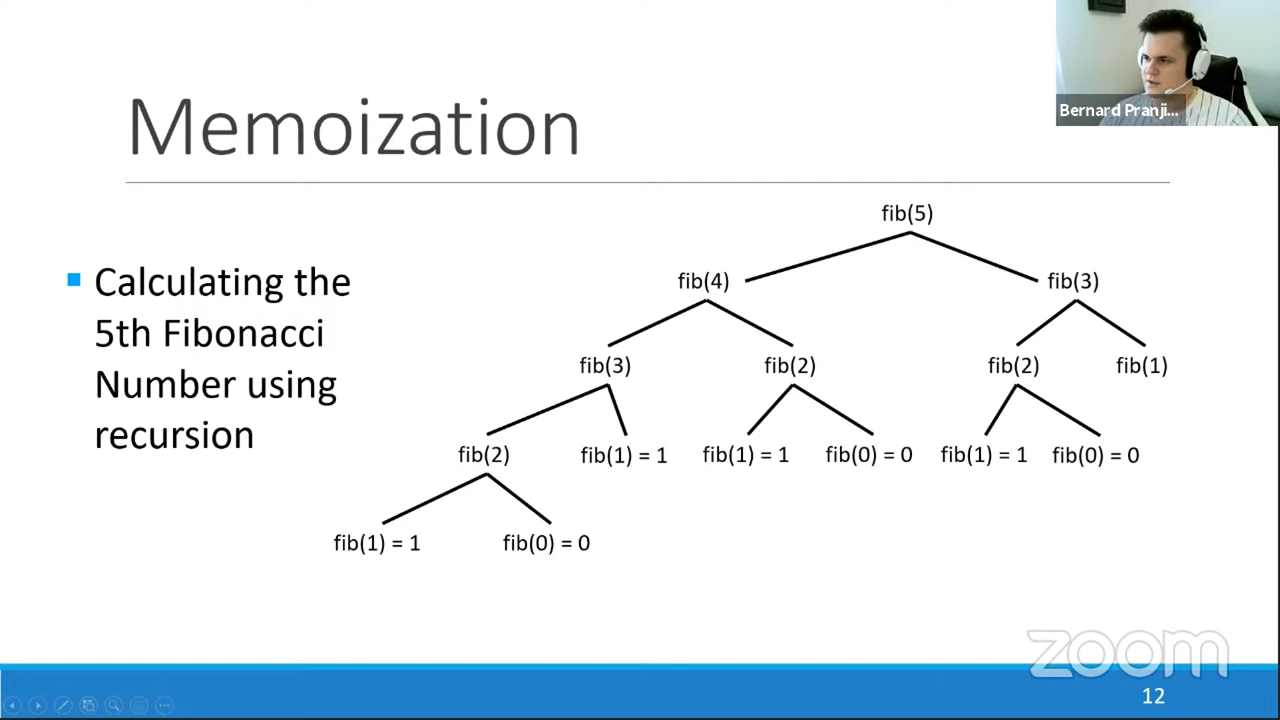 Bernard Pranji...
Memoization
Calculating the
5th Fibonacci
Number using
recursion
fib(5)
fib(4)
fib(3)
fib(3)
fib(2)
fib(2)
fib(1)
fib(2)
fib(1) = 1
fib(1) = 1
fib(0) = 0
fib(1) = 1
fib(0) = 0
fib(1) = 1
fib(0) = 0
zoom
12